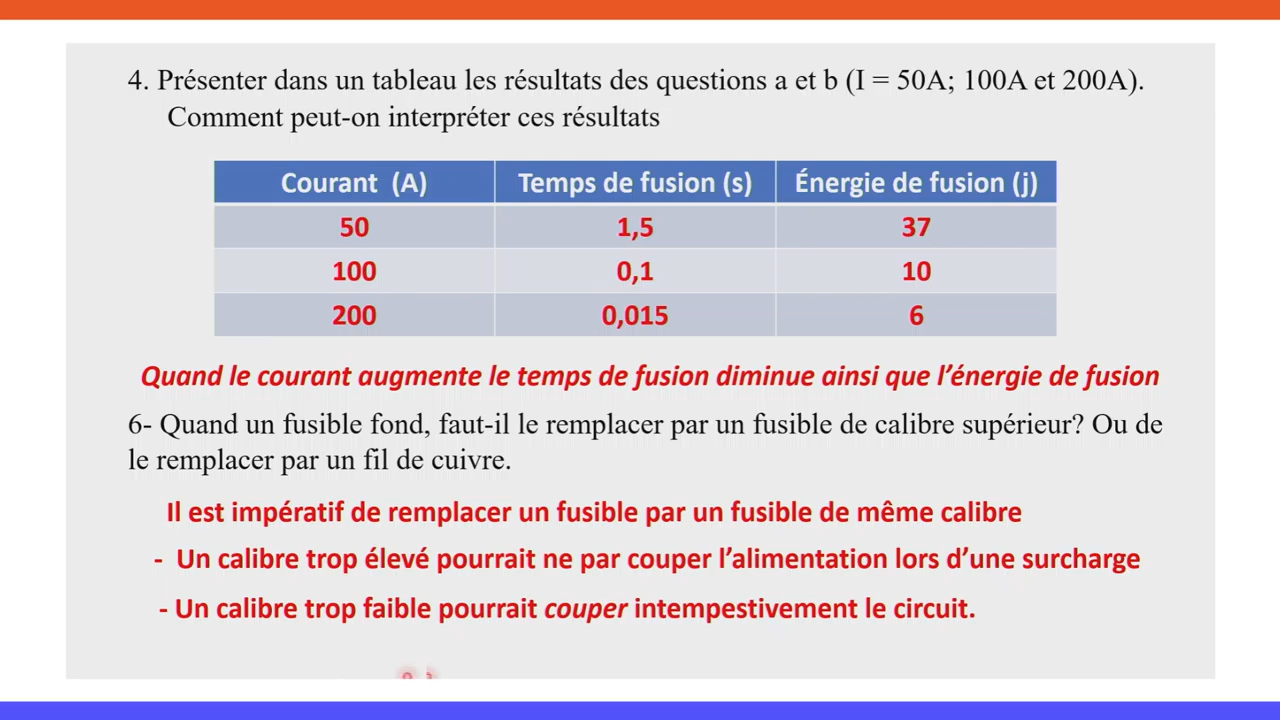 4. Présenter dans un tableau les résultats des questions a et b (I = 50A; 100A et 200A).
Comment peut-on interpréter ces résultats
Courant (A) Temps de fusion (s) Énergie de fusion (j)
50 1,5 37
100 0,1 10
200 0,015 6
Quand le courant augmente le temps de fusion diminue ainsi que l’énergie de fusion
6- Quand un fusible fond, faut-il le remplacer par un fusible de calibre supérieur? Ou de
le remplacer par un fil de cuivre.
Il est impératif de remplacer un fusible par un fusible de même calibre
- Un calibre trop élevé pourrait ne par couper l’alimentation lors d’une surcharge
- Un calibre trop faible pourrait couper intempestivement le circuit.